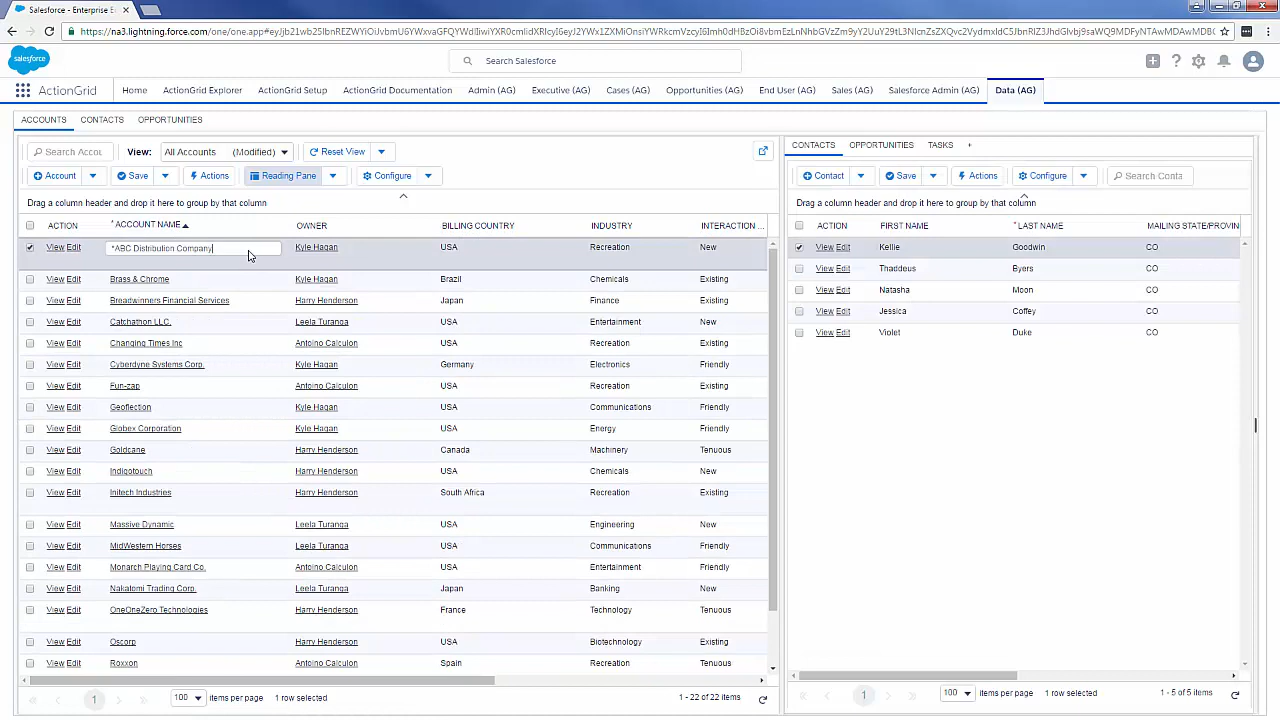 Salesforce - Enterprise E
salesforce
Search Salesforce
ActionGrid
Home
ActionGrid Explorer
ActionGrid Setup
ActionGrid Documentation
Admin (AG)
Executive (AG)
Cases (AG)
Opportunities (AG)
End User (AG)
Sales (AG)
Salesforce Admin (AG)
Data (AG)
ACCOUNTS
CONTACTS
OPPORTUNITIES
Search Accou
View:
All Accounts (Modified)
Reset View
Account
Save
Actions
Reading Pane
Configure
Drag a column header and drop it here to group by that column
ACTION * ACCOUNT NAME OWNER BILLING COUNTRY INDUSTRY INTERACTION ...
View Edit *ABC Distribution Company Kyle Hagan USA Recreation New
View Edit Brass & Chrome Kyle Hagan Brazil Chemicals Existing
View Edit Breadwinners Financial Services Harry Henderson Japan Finance Existing
View Edit Catchathon LLC. Leela Turanga USA Entertainment New
View Edit Changing Times Inc Antoino Calculon USA Recreation Existing
View Edit Cyberdyne Systems Corp. Kyle Hagan Germany Electronics Friendly
View Edit Fun-zap Antoino Calculon USA Recreation Existing
View Edit Geoflection Kyle Hagan USA Communications Friendly
View Edit Globex Corporation Kyle Hagan USA Energy Friendly
View Edit Goldcane Harry Henderson Canada Machinery Tenuous
View Edit Indigotouch Harry Henderson USA Chemicals New
View Edit Initech Industries Harry Henderson South Africa Recreation Existing
View Edit Massive Dynamic Leela Turanga USA Engineering New
View Edit MidWestern Horses Leela Turanga USA Communications Friendly
View Edit Monarch Playing Card Co. Antoino Calculon USA Entertainment Friendly
View Edit Nakatomi Trading Corp. Leela Turanga Japan Banking New
View Edit OneOneZero Technologies Harry Henderson France Technology Tenuous
View Edit Oscorp Harry Henderson USA Biotechnology Existing
View Edit Roxxon Antoino Calculon Spain Recreation Tenuous
1
100 items per page
1 row selected
1 - 22 of 22 items
CONTACTS
OPPORTUNITIES
TASKS
+
Contact
Save
Actions
Configure
Search Conta
Drag a column header and drop it here to group by that column
ACTION FIRST NAME * LAST NAME MAILING STATE/PROVIN
View Edit Kellie Goodwin CO
View Edit Thaddeus Byers CO
View Edit Natasha Moon CO
View Edit Jessica Coffey CO
View Edit Violet Duke CO
1
100 items per page
1 row selected
1 - 5 of 5 items